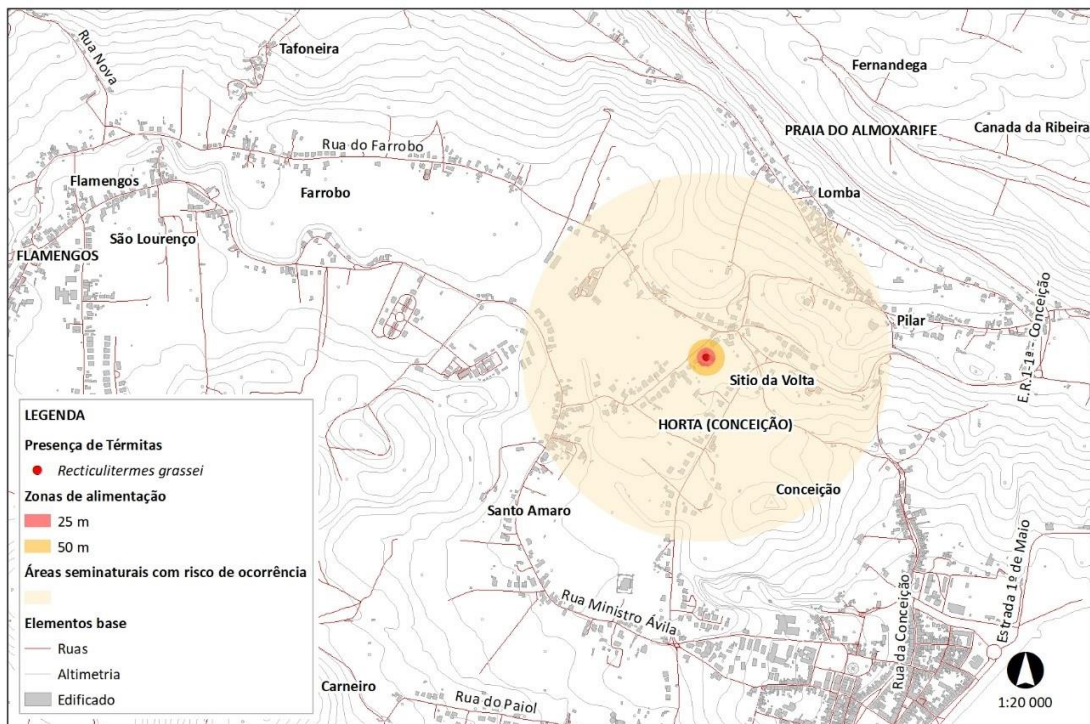 Rua Nova
Tafoneira
Fernandega
PRAIA DO ALMOXARIFE
Canada da Ribeira
Rua do Farrobo
Flamengos
Farrobo
Lomba
São Lourenço
FLAMENGOS
Pilar
E.R.1-1ª - Conceição
Sitio da Volta
HORTA (CONCEIÇÃO)
Conceição
Santo Amaro
Rua Ministro Ávila
Rua da Conceição
Estrada 1º de Maio
Carneiro
Rua do Paiol
LEGENDA
Presença de Térmitas
Recticulitermes grassei
Zonas de alimentação
25 m
50 m
Áreas seminaturais com risco de ocorrência
Elementos base
Ruas
Altimetria
Edificado
1:20 000